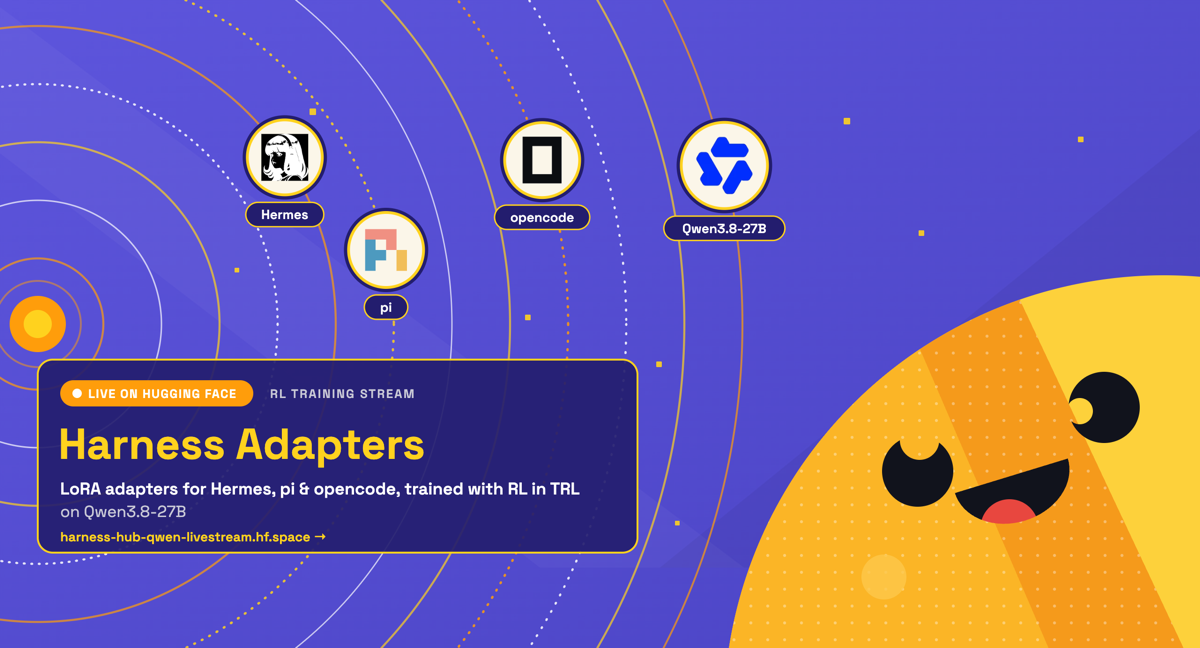 Hermes
opencode
Qwen3.8-27B
pi
LIVE ON HUGGING FACE
RL TRAINING STREAM
Harness Adapters
LoRA adapters for Hermes, pi & opencode, trained with RL in TRL
on Qwen3.8-27B
harness-hub-qwen-livestream.hf.space →